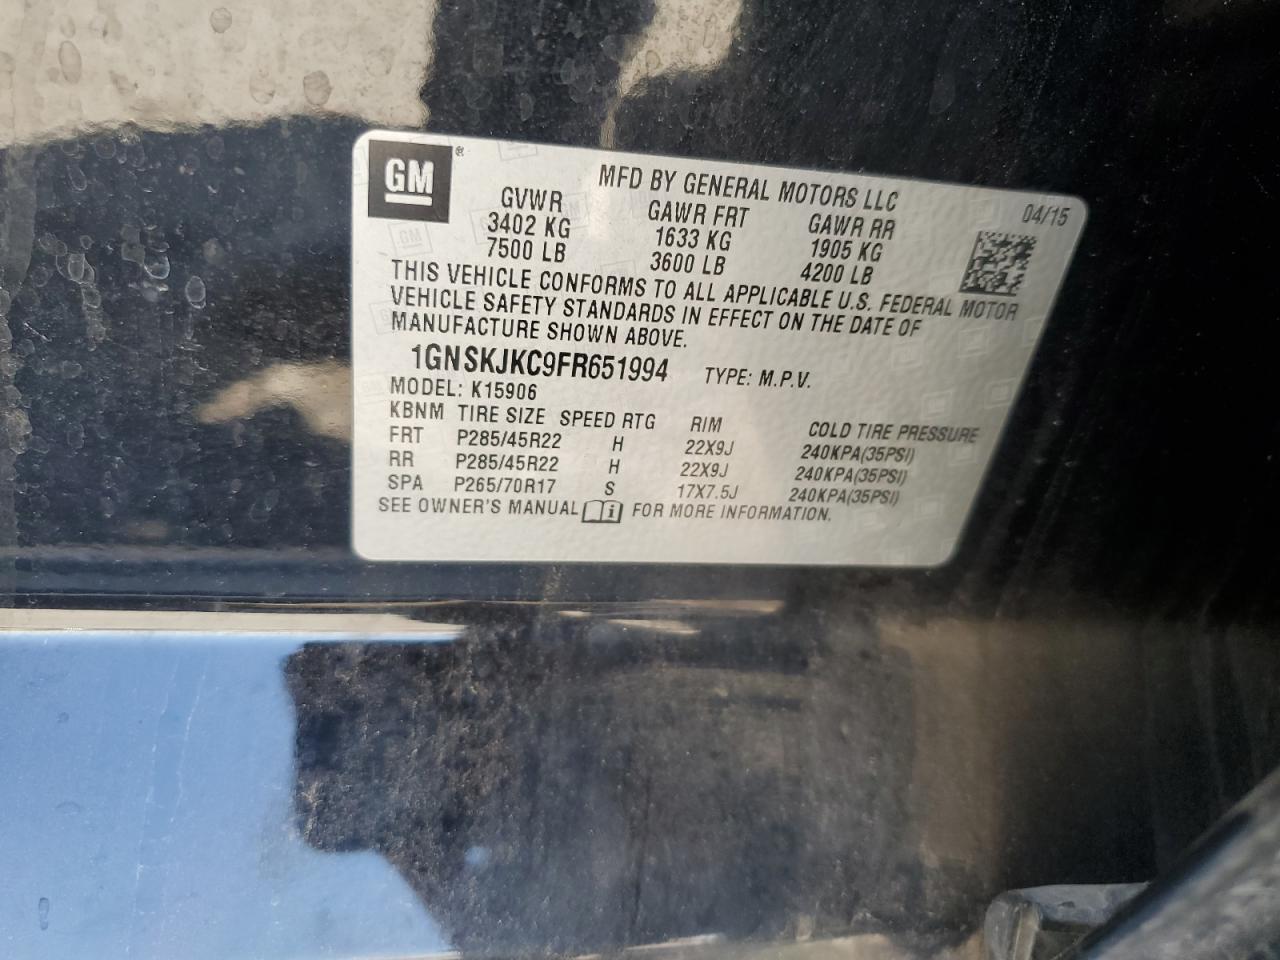 GM ®
MFD BY GENERAL MOTORS LLC 04/15
GVWR GAWR FRT GAWR RR
3402 KG 1633 KG 1905 KG
7500 LB 3600 LB 4200 LB
THIS VEHICLE CONFORMS TO ALL APPLICABLE U.S. FEDERAL MOTOR
VEHICLE SAFETY STANDARDS IN EFFECT ON THE DATE OF
MANUFACTURE SHOWN ABOVE.
1GNSKJKC9FR651994 TYPE: M.P.V.
MODEL: K15906
KBNM TIRE SIZE SPEED RTG RIM COLD TIRE PRESSURE
FRT P285/45R22 H 22X9J 240KPA(35PSI)
RR P285/45R22 H 22X9J 240KPA(35PSI)
SPA P265/70R17 S 17X7.5J 240KPA(35PSI)
SEE OWNER'S MANUAL i FOR MORE INFORMATION.